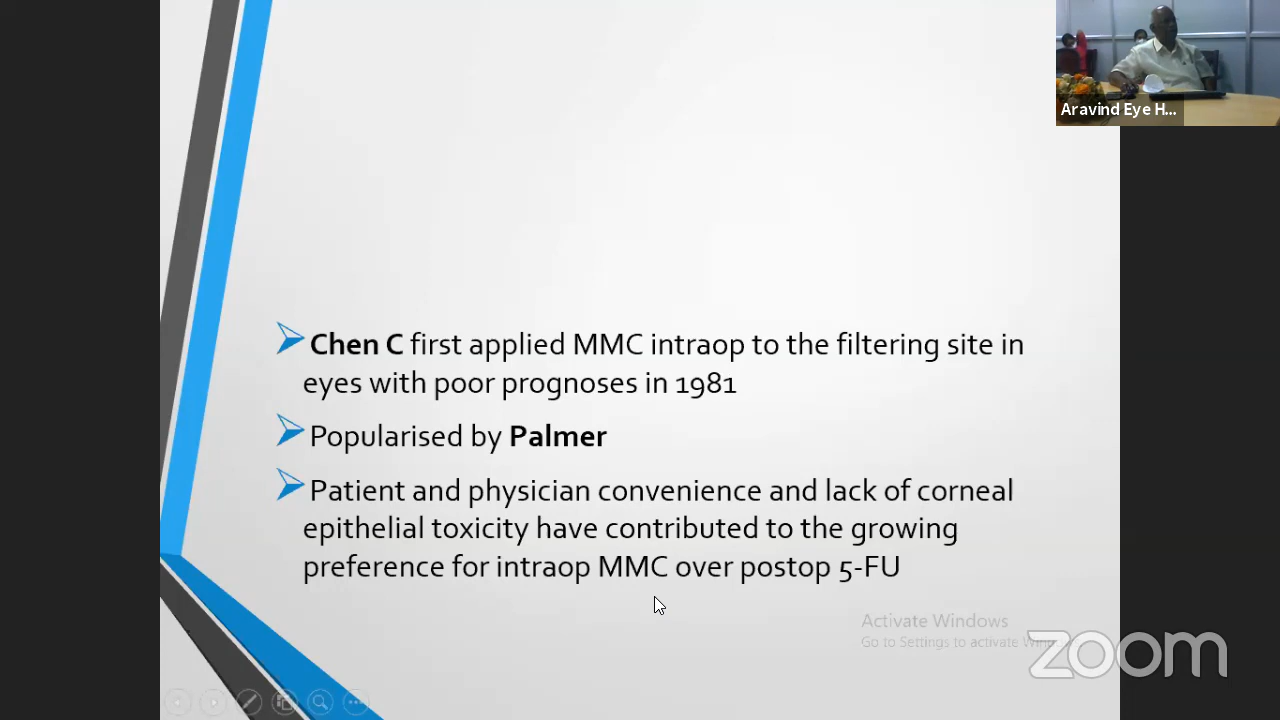 Aravind Eye H...
Chen C first applied MMC intraop to the filtering site in
eyes with poor prognoses in 1981
Popularised by Palmer
Patient and physician convenience and lack of corneal
epithelial toxicity have contributed to the growing
preference for intraop MMC over postop 5-FU
Activate Windows
Go to Settings to activate
zoom